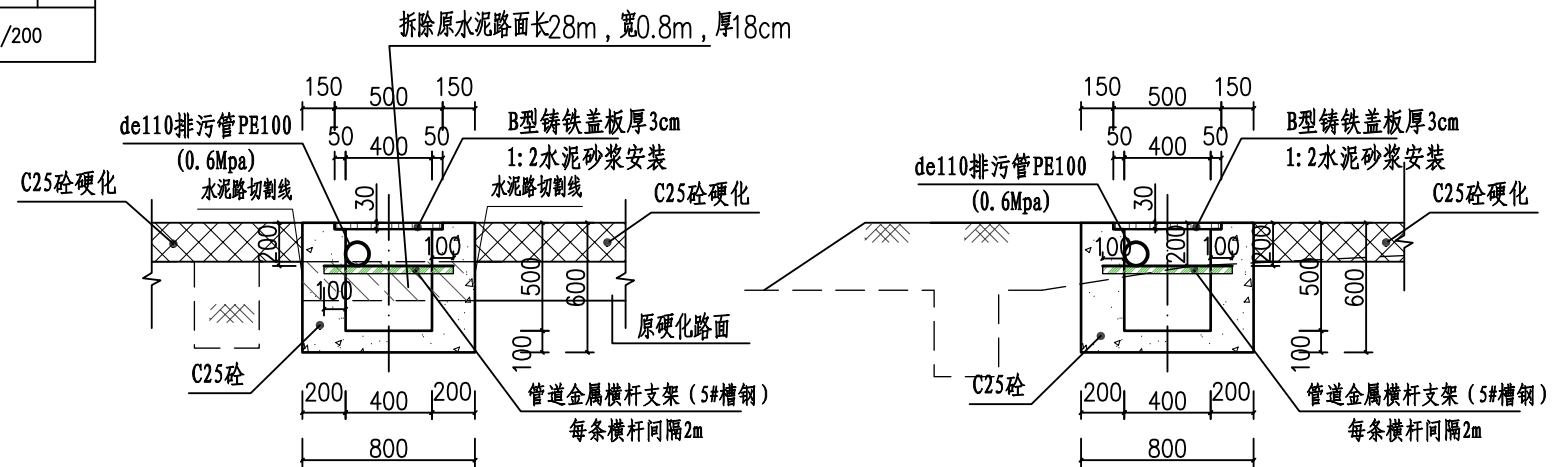 /200
拆除原水泥路面长28m，宽0.8m，厚18cm
150
500
150
50
400
50
de110排污管PE100
(0.6Mpa)
B型铸铁盖板厚3cm
1:2水泥砂浆安装
水泥路切割线
水泥路切割线
C25砼硬化
C25砼硬化
30
200
100
100
500
600
100
原硬化路面
C25砼
管道金属横杆支架（5#槽钢）
每条横杆间隔2m
200
400
200
800
150
500
150
50
400
50
de110排污管PE100
(0.6Mpa)
B型铸铁盖板厚3cm
1:2水泥砂浆安装
C25砼硬化
30
100
200
100
200
500
600
100
C25砼
管道金属横杆支架（5#槽钢）
每条横杆间隔2m
200
400
200
800